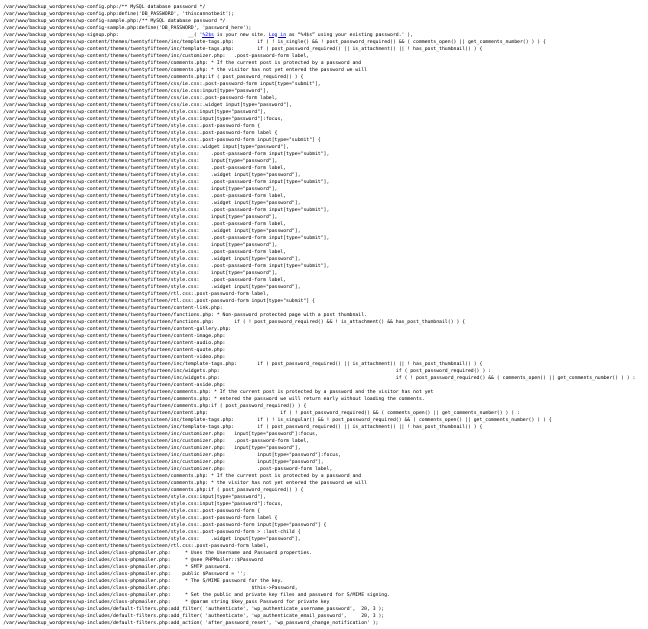 /var/www/backup_wordpress/wp-config.php:/** MySQL database password */
/var/www/backup_wordpress/wp-config.php:define('DB_PASSWORD', 'thiscannotbeit');
/var/www/backup_wordpress/wp-config-sample.php:/** MySQL database password */
/var/www/backup_wordpress/wp-config-sample.php:define('DB_PASSWORD', 'password_here');
/var/www/backup_wordpress/wp-signup.php: __( '%2$s is your new site. Log in as "%4$s" using your existing password.' ),
/var/www/backup_wordpress/wp-content/themes/twentyfifteen/inc/template-tags.php: if ( ! is_single() && ! post_password_required() && ( comments_open() || get_comments_number() ) ) {
/var/www/backup_wordpress/wp-content/themes/twentyfifteen/inc/template-tags.php: if ( post_password_required() || is_attachment() || ! has_post_thumbnail() ) {
/var/www/backup_wordpress/wp-content/themes/twentyfifteen/inc/customizer.php: .post-password-form label,
/var/www/backup_wordpress/wp-content/themes/twentyfifteen/comments.php: * If the current post is protected by a password and
/var/www/backup_wordpress/wp-content/themes/twentyfifteen/comments.php: * the visitor has not yet entered the password we will
/var/www/backup_wordpress/wp-content/themes/twentyfifteen/comments.php:if ( post_password_required() ) {
/var/www/backup_wordpress/wp-content/themes/twentyfifteen/css/ie.css:.post-password-form input[type="submit"],
/var/www/backup_wordpress/wp-content/themes/twentyfifteen/css/ie.css:input[type="password"],
/var/www/backup_wordpress/wp-content/themes/twentyfifteen/css/ie.css:.post-password-form label,
/var/www/backup_wordpress/wp-content/themes/twentyfifteen/css/ie.css:.widget input[type="password"],
/var/www/backup_wordpress/wp-content/themes/twentyfifteen/style.css:input[type="password"],
/var/www/backup_wordpress/wp-content/themes/twentyfifteen/style.css:input[type="password"]:focus,
/var/www/backup_wordpress/wp-content/themes/twentyfifteen/style.css:.post-password-form {
/var/www/backup_wordpress/wp-content/themes/twentyfifteen/style.css:.post-password-form label {
/var/www/backup_wordpress/wp-content/themes/twentyfifteen/style.css:.post-password-form input[type="submit"] {
/var/www/backup_wordpress/wp-content/themes/twentyfifteen/style.css:.widget input[type="password"],
/var/www/backup_wordpress/wp-content/themes/twentyfifteen/style.css: .post-password-form input[type="submit"],
/var/www/backup_wordpress/wp-content/themes/twentyfifteen/style.css: input[type="password"],
/var/www/backup_wordpress/wp-content/themes/twentyfifteen/style.css: .post-password-form label,
/var/www/backup_wordpress/wp-content/themes/twentyfifteen/style.css: .widget input[type="password"],
/var/www/backup_wordpress/wp-content/themes/twentyfifteen/style.css: .post-password-form input[type="submit"],
/var/www/backup_wordpress/wp-content/themes/twentyfifteen/style.css: input[type="password"],
/var/www/backup_wordpress/wp-content/themes/twentyfifteen/style.css: .post-password-form label,
/var/www/backup_wordpress/wp-content/themes/twentyfifteen/style.css: .widget input[type="password"],
/var/www/backup_wordpress/wp-content/themes/twentyfifteen/style.css: .post-password-form input[type="submit"],
/var/www/backup_wordpress/wp-content/themes/twentyfifteen/style.css: input[type="password"],
/var/www/backup_wordpress/wp-content/themes/twentyfifteen/style.css: .post-password-form label,
/var/www/backup_wordpress/wp-content/themes/twentyfifteen/style.css: .widget input[type="password"],
/var/www/backup_wordpress/wp-content/themes/twentyfifteen/style.css: .post-password-form input[type="submit"],
/var/www/backup_wordpress/wp-content/themes/twentyfifteen/style.css: input[type="password"],
/var/www/backup_wordpress/wp-content/themes/twentyfifteen/style.css: .post-password-form label,
/var/www/backup_wordpress/wp-content/themes/twentyfifteen/style.css: .widget input[type="password"],
/var/www/backup_wordpress/wp-content/themes/twentyfifteen/style.css: .post-password-form input[type="submit"],
/var/www/backup_wordpress/wp-content/themes/twentyfifteen/style.css: input[type="password"],
/var/www/backup_wordpress/wp-content/themes/twentyfifteen/style.css: .post-password-form label,
/var/www/backup_wordpress/wp-content/themes/twentyfifteen/style.css: .widget input[type="password"],
/var/www/backup_wordpress/wp-content/themes/twentyfifteen/rtl.css:.post-password-form label,
/var/www/backup_wordpress/wp-content/themes/twentyfifteen/rtl.css:.post-password-form input[type="submit"] {
/var/www/backup_wordpress/wp-content/themes/twentyfourteen/content-link.php:
/var/www/backup_wordpress/wp-content/themes/twentyfourteen/functions.php: * Non-password protected page with a post thumbnail.
/var/www/backup_wordpress/wp-content/themes/twentyfourteen/functions.php: if ( ! post_password_required() && ! is_attachment() && has_post_thumbnail() ) {
/var/www/backup_wordpress/wp-content/themes/twentyfourteen/content-gallery.php:
/var/www/backup_wordpress/wp-content/themes/twentyfourteen/content-image.php:
/var/www/backup_wordpress/wp-content/themes/twentyfourteen/content-audio.php:
/var/www/backup_wordpress/wp-content/themes/twentyfourteen/content-quote.php:
/var/www/backup_wordpress/wp-content/themes/twentyfourteen/content-video.php:
/var/www/backup_wordpress/wp-content/themes/twentyfourteen/inc/template-tags.php: if ( post_password_required() || is_attachment() || ! has_post_thumbnail() ) {
/var/www/backup_wordpress/wp-content/themes/twentyfourteen/inc/widgets.php: if ( post_password_required() ) :
/var/www/backup_wordpress/wp-content/themes/twentyfourteen/inc/widgets.php: if ( ! post_password_required() && ( comments_open() || get_comments_number() ) ) :
/var/www/backup_wordpress/wp-content/themes/twentyfourteen/content-aside.php:
/var/www/backup_wordpress/wp-content/themes/twentyfourteen/comments.php: * If the current post is protected by a password and the visitor has not yet
/var/www/backup_wordpress/wp-content/themes/twentyfourteen/comments.php: * entered the password we will return early without loading the comments.
/var/www/backup_wordpress/wp-content/themes/twentyfourteen/comments.php:if ( post_password_required() ) {
/var/www/backup_wordpress/wp-content/themes/twentyfourteen/content.php: if ( ! post_password_required() && ( comments_open() || get_comments_number() ) ) :
/var/www/backup_wordpress/wp-content/themes/twentysixteen/inc/template-tags.php: if ( ! is_singular() && ! post_password_required() && ( comments_open() || get_comments_number() ) ) {
/var/www/backup_wordpress/wp-content/themes/twentysixteen/inc/template-tags.php: if ( post_password_required() || is_attachment() || ! has_post_thumbnail() ) {
/var/www/backup_wordpress/wp-content/themes/twentysixteen/inc/customizer.php: input[type="password"]:focus,
/var/www/backup_wordpress/wp-content/themes/twentysixteen/inc/customizer.php: .post-password-form label,
/var/www/backup_wordpress/wp-content/themes/twentysixteen/inc/customizer.php: input[type="password"],
/var/www/backup_wordpress/wp-content/themes/twentysixteen/inc/customizer.php: input[type="password"]:focus,
/var/www/backup_wordpress/wp-content/themes/twentysixteen/inc/customizer.php: input[type="password"],
/var/www/backup_wordpress/wp-content/themes/twentysixteen/inc/customizer.php: .post-password-form label,
/var/www/backup_wordpress/wp-content/themes/twentysixteen/comments.php: * If the current post is protected by a password and
/var/www/backup_wordpress/wp-content/themes/twentysixteen/comments.php: * the visitor has not yet entered the password we will
/var/www/backup_wordpress/wp-content/themes/twentysixteen/comments.php:if ( post_password_required() ) {
/var/www/backup_wordpress/wp-content/themes/twentysixteen/style.css:input[type="password"],
/var/www/backup_wordpress/wp-content/themes/twentysixteen/style.css:input[type="password"]:focus,
/var/www/backup_wordpress/wp-content/themes/twentysixteen/style.css:.post-password-form {
/var/www/backup_wordpress/wp-content/themes/twentysixteen/style.css:.post-password-form label {
/var/www/backup_wordpress/wp-content/themes/twentysixteen/style.css:.post-password-form input[type="password"] {
/var/www/backup_wordpress/wp-content/themes/twentysixteen/style.css:.post-password-form > :last-child {
/var/www/backup_wordpress/wp-content/themes/twentysixteen/style.css: .widget input[type="password"],
/var/www/backup_wordpress/wp-content/themes/twentysixteen/rtl.css:.post-password-form label,
/var/www/backup_wordpress/wp-includes/class-phpmailer.php: * Uses the Username and Password properties.
/var/www/backup_wordpress/wp-includes/class-phpmailer.php: * @see PHPMailer::$Password
/var/www/backup_wordpress/wp-includes/class-phpmailer.php: * SMTP password.
/var/www/backup_wordpress/wp-includes/class-phpmailer.php: public $Password = '';
/var/www/backup_wordpress/wp-includes/class-phpmailer.php: * The S/MIME password for the key.
/var/www/backup_wordpress/wp-includes/class-phpmailer.php: $this->Password,
/var/www/backup_wordpress/wp-includes/class-phpmailer.php: * Set the public and private key files and password for S/MIME signing.
/var/www/backup_wordpress/wp-includes/class-phpmailer.php: * @param string $key_pass Password for private key
/var/www/backup_wordpress/wp-includes/default-filters.php:add_filter( 'authenticate', 'wp_authenticate_username_password', 20, 3 );
/var/www/backup_wordpress/wp-includes/default-filters.php:add_filter( 'authenticate', 'wp_authenticate_email_password', 20, 3 );
/var/www/backup_wordpress/wp-includes/default-filters.php:add_action( 'after_password_reset', 'wp_password_change_notification' );